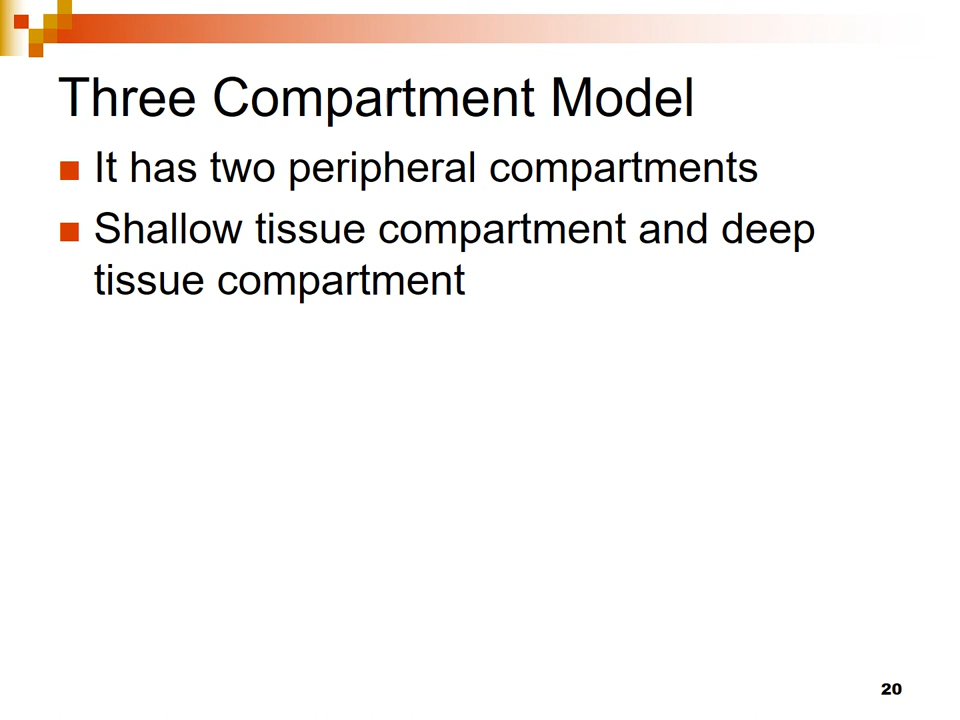 Three Compartment Model
It has two peripheral compartments
Shallow tissue compartment and deep
tissue compartment
20